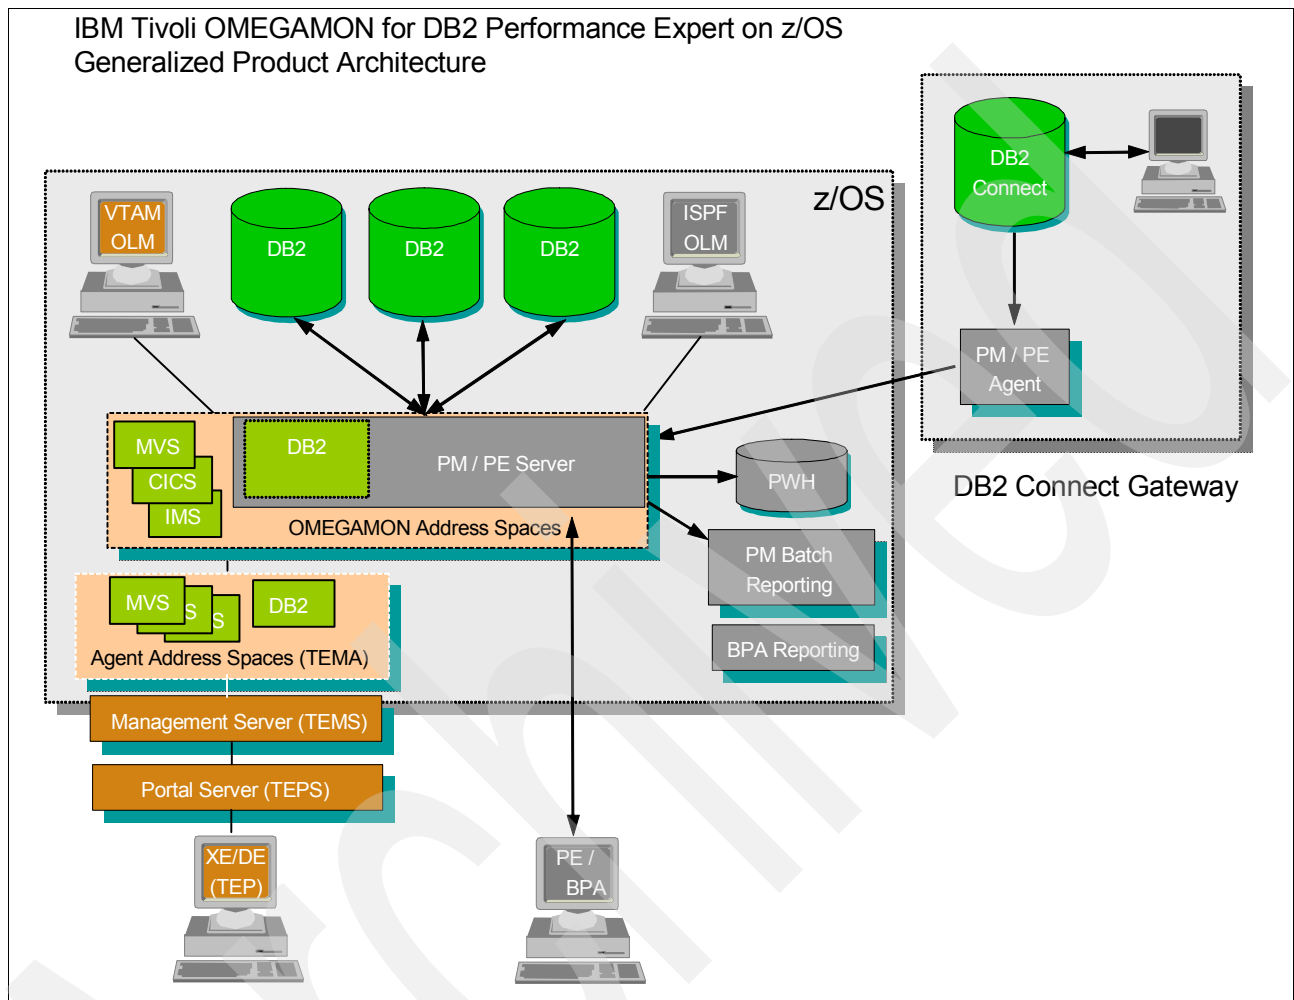 IBM Tivoli OMEGAMON for DB2 Performance Expert on z/OS
Generalized Product Architecture
z/OS
VTAM
OLM
DB2
DB2
DB2
ISPF
OLM
DB2
Connect
PM / PE
Agent
DB2 Connect Gateway
MVS
CICS
IMS
DB2
PM / PE Server
OMEGAMON Address Spaces
PWH
PM Batch
Reporting
BPA Reporting
MVS
S
S
DB2
Agent Address Spaces (TEMA)
Management Server (TEMS)
Portal Server (TEPS)
XE/DE
(TEP)
PE /
BPA
Archived